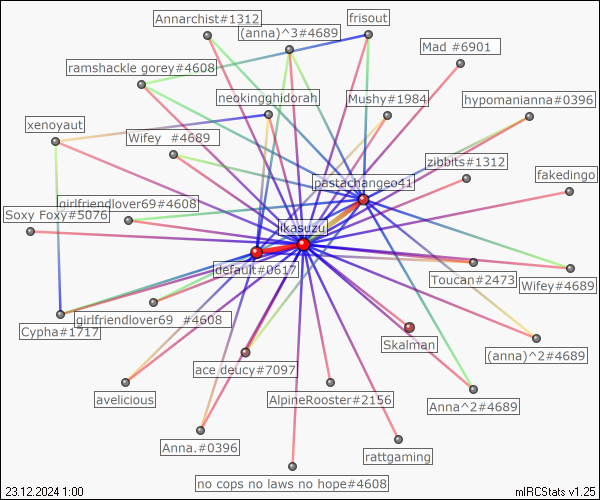 Annarchist#1312
frisout
(anna)^3#4689
Mad #6901
ramshackle gorey#4608
neokingghidorah
Mushy#1984
hypomanianna#0396
xenoyaut
Wifey  #4689
zibbits#1312
pastachangeo41
fakedingo
girlfriendlover69#4608
Soxy Foxy#5076
ikasuzu
default#0617
Toucan#2473
Wifey#4689
girlfriendlover69  #4608
Cypha#1717
Skalman
(anna)^2#4689
ace deucy#7097
avelicious
AlpineRooster#2156
Anna^2#4689
Anna.#0396
rattgaming
no cops no laws no hope#4608
23.12.2024 1:00
mIRCStats v1.25